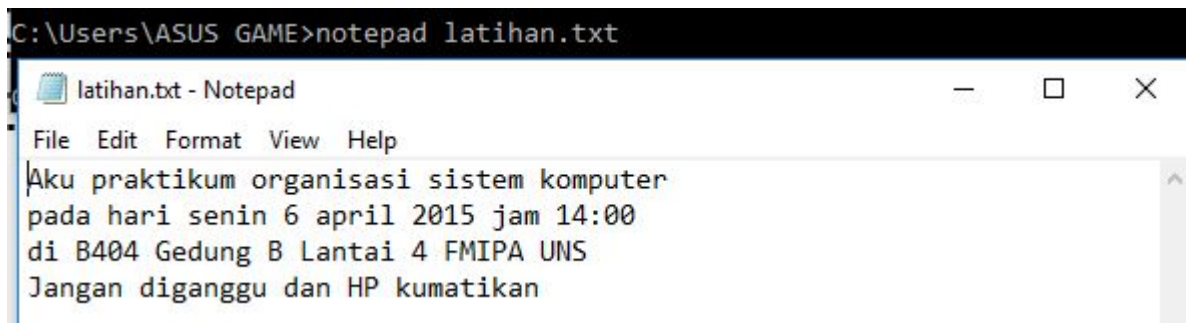 C:\Users\ASUS GAME>notepad latihan.txt
latihan.txt - Notepad
File Edit Format View Help
Aku praktikum organisasi sistem komputer
pada hari senin 6 april 2015 jam 14:00
di B404 Gedung B Lantai 4 FMIPA UNS
Jangan diganggu dan HP kumatikan